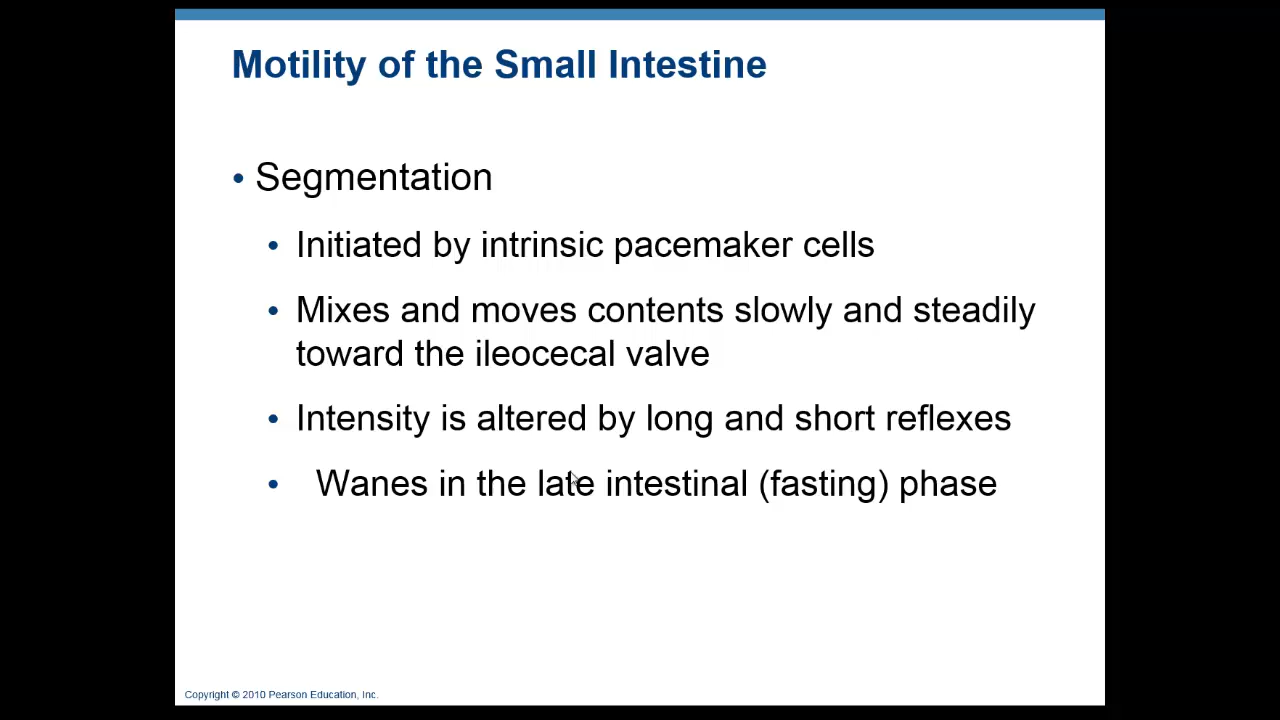 Motility of the Small Intestine
• Segmentation
• Initiated by intrinsic pacemaker cells
• Mixes and moves contents slowly and steadily
toward the ileocecal valve
• Intensity is altered by long and short reflexes
• Wanes in the late intestinal (fasting) phase
Copyright © 2010 Pearson Education, Inc.